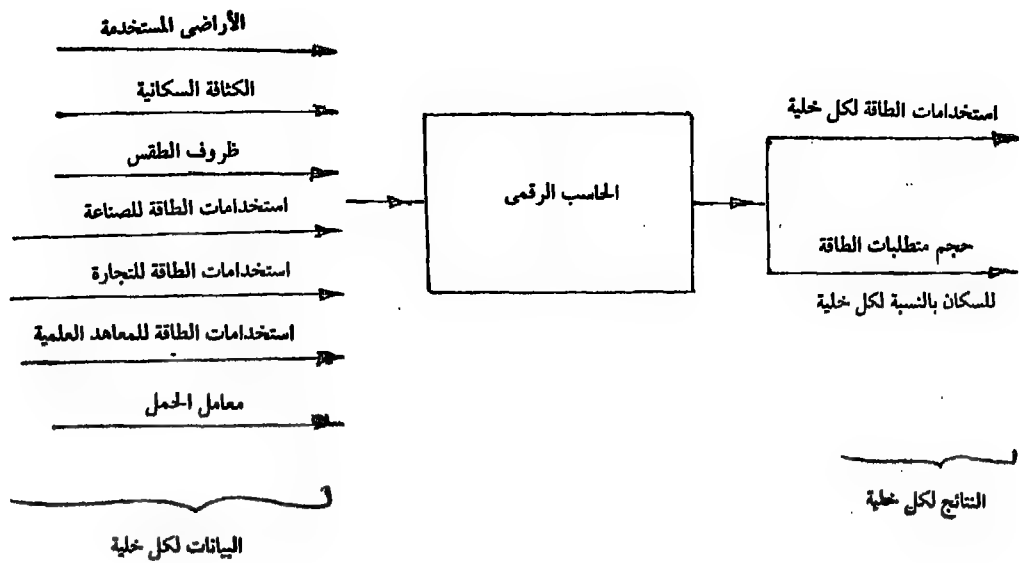 الأراضى المستخدمة
الكثافة السكانية
ظروف الطقس
استخدامات الطاقة للصناعة
استخدامات الطاقة للتجارة
استخدامات الطاقة للمعاهد العلمية
معامل الحمل
البيانات لكل خلية
الحاسب الرقمى
استخدامات الطاقة لكل خلية
حجم متطلبات الطاقة
للسكان بالنسبة لكل خلية
النتائج لكل خلية